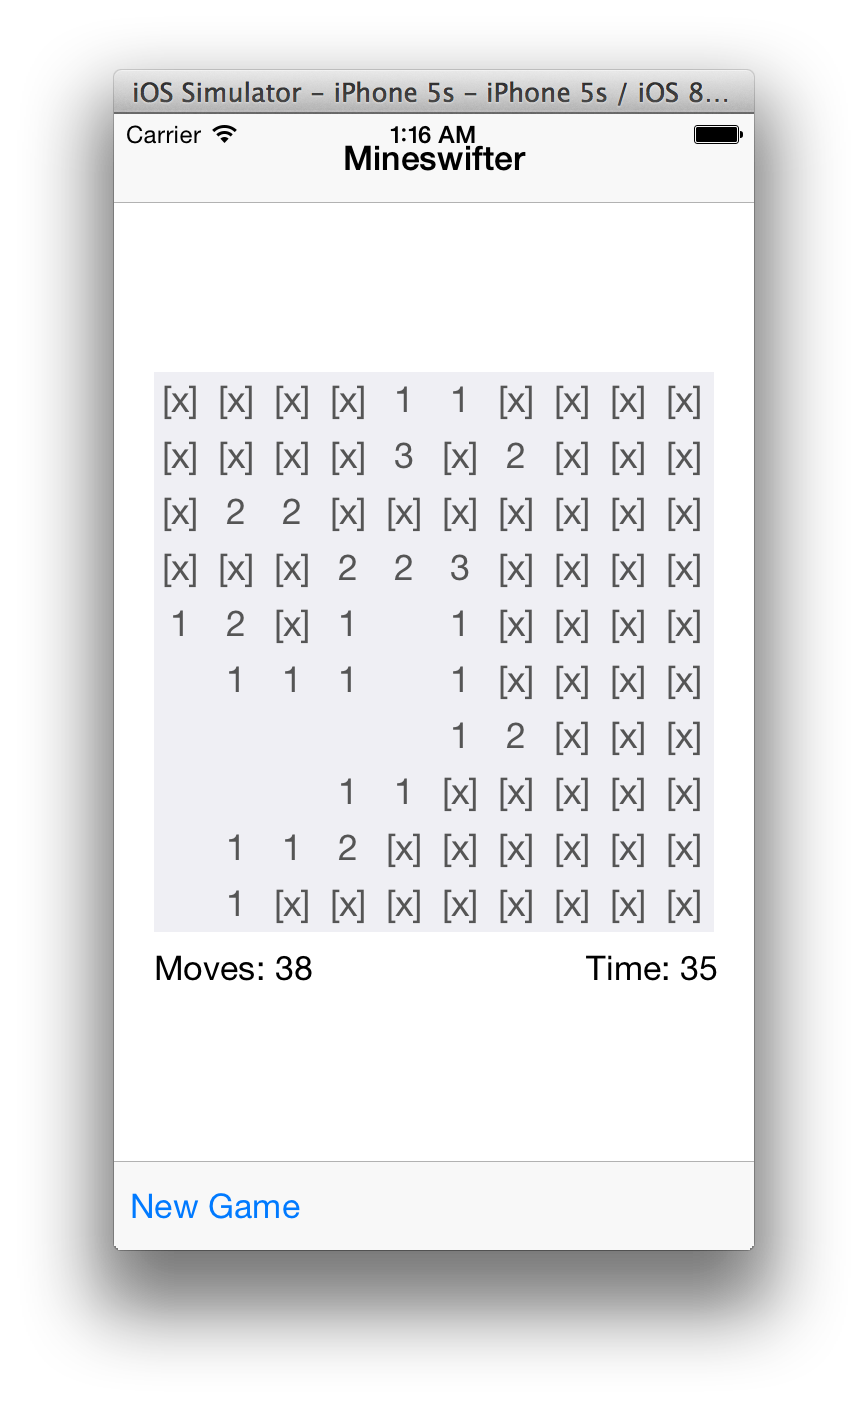 iOS Simulator – iPhone 5s – iPhone 5s / iOS 8...
Carrier 1:16 AM
Mineswifter
[x] [x] [x] [x] 1 1 [x] [x] [x] [x]
[x] [x] [x] [x] 3 [x] 2 [x] [x] [x]
[x] 2 2 [x] [x] [x] [x] [x] [x] [x]
[x] [x] [x] 2 2 3 [x] [x] [x] [x]
1 2 [x] 1 1 [x] [x] [x] [x]
1 1 1 1 [x] [x] [x] [x]
1 2 [x] [x] [x]
1 1 [x] [x] [x] [x] [x]
1 1 2 [x] [x] [x] [x] [x] [x]
1 [x] [x] [x] [x] [x] [x] [x] [x]
Moves: 38 Time: 35
New Game